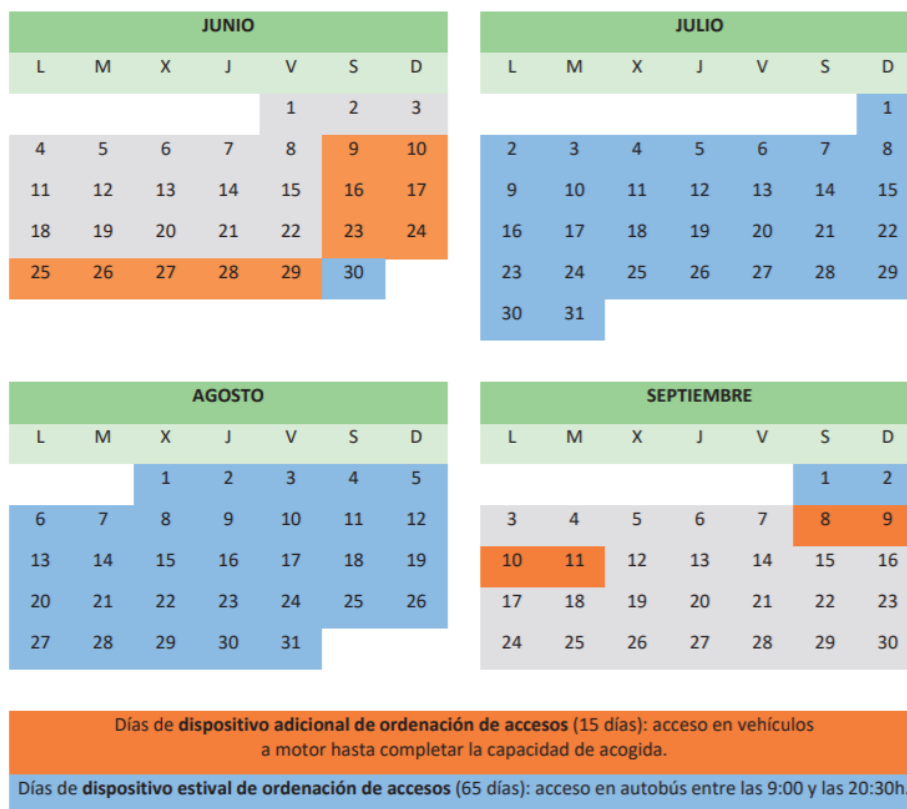 JUNIO
L M X J V S D
1 2 3
4 5 6 7 8 9 10
11 12 13 14 15 16 17
18 19 20 21 22 23 24
25 26 27 28 29 30
JULIO
L M X J V S D
1
2 3 4 5 6 7 8
9 10 11 12 13 14 15
16 17 18 19 20 21 22
23 24 25 26 27 28 29
30 31
AGOSTO
L M X J V S D
1 2 3 4 5
6 7 8 9 10 11 12
13 14 15 16 17 18 19
20 21 22 23 24 25 26
27 28 29 30 31
SEPTIEMBRE
L M X J V S D
1 2
3 4 5 6 7 8 9
10 11 12 13 14 15 16
17 18 19 20 21 22 23
24 25 26 27 28 29 30
Días de dispositivo adicional de ordenación de accesos (15 días): acceso en vehículos
a motor hasta completar la capacidad de acogida.
Días de dispositivo estival de ordenación de accesos (65 días): acceso en autobús entre las 9:00 y las 20:30h.